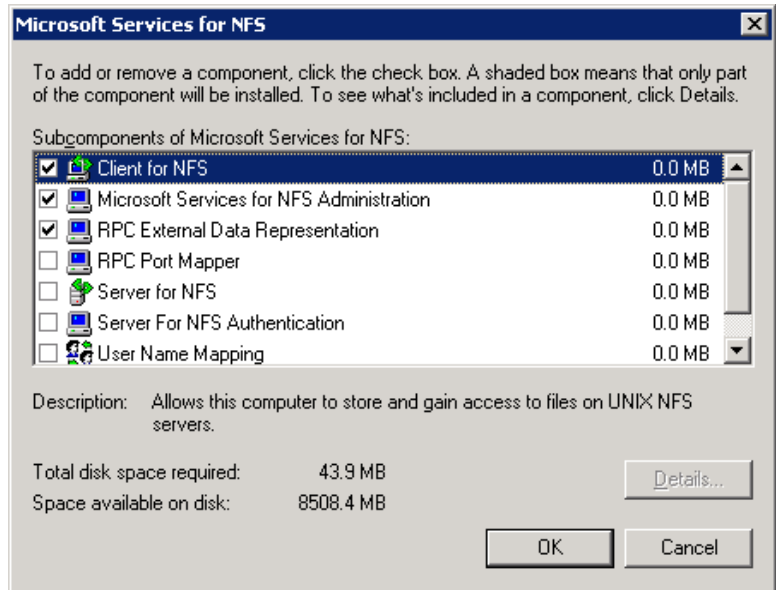 Microsoft Services for NFS
To add or remove a component, click the check box. A shaded box means that only part
of the component will be installed. To see what's included in a component, click Details.
Subcomponents of Microsoft Services for NFS:
Client for NFS 0.0 MB
Microsoft Services for NFS Administration 0.0 MB
RPC External Data Representation 0.0 MB
RPC Port Mapper 0.0 MB
Server for NFS 0.0 MB
Server For NFS Authentication 0.0 MB
User Name Mapping 0.0 MB
Description: Allows this computer to store and gain access to files on UNIX NFS
servers.
Total disk space required: 43.9 MB
Details...
Space available on disk: 8508.4 MB
OK Cancel